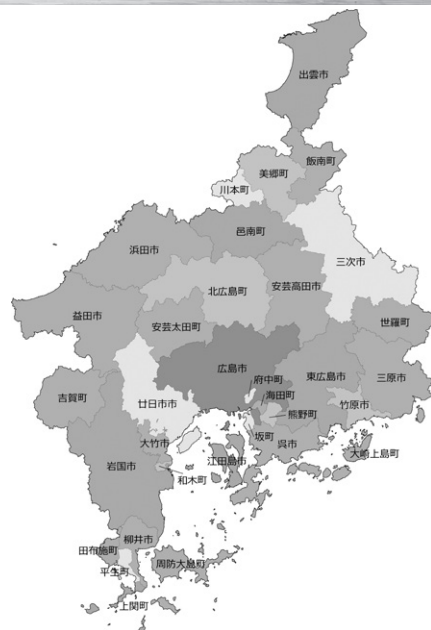 出雲市
飯南町
美郷町
川本町
邑南町
浜田市
三次市
北広島町
安芸高田市
益田市
世羅町
安芸太田町
広島市
府中町
東広島市
三原市
吉賀町
海田町
廿日市市
竹原市
熊野町
大竹市
坂町
呉市
大崎上島町
江田島市
岩国市
和木町
柳井市
田布施町
周防大島町
平生町
上関町